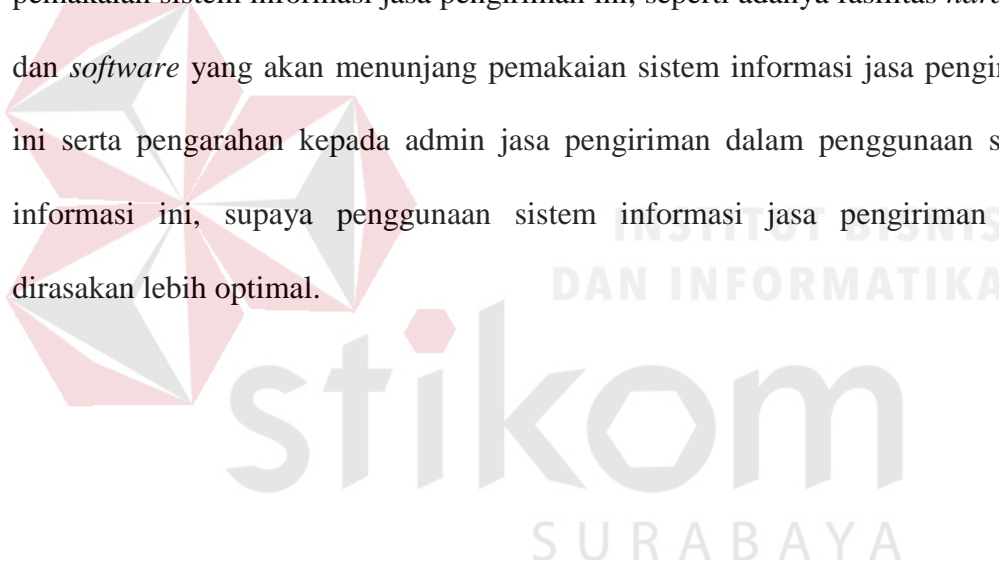 pemakaian sistem informasi jasa pengiriman ini, seperti adanya fasilitas
dan software yang akan menunjang pemakaian sistem informasi jasa
ini serta pengarahan kepada admin jasa pengiriman dalam penggunaan
informasi ini, supaya penggunaan sistem informasi jasa pengiriman
dirasakan lebih optimal.
INSTITUT BISNIS
DAN INFORMATIKA
stikom
SURABAYA